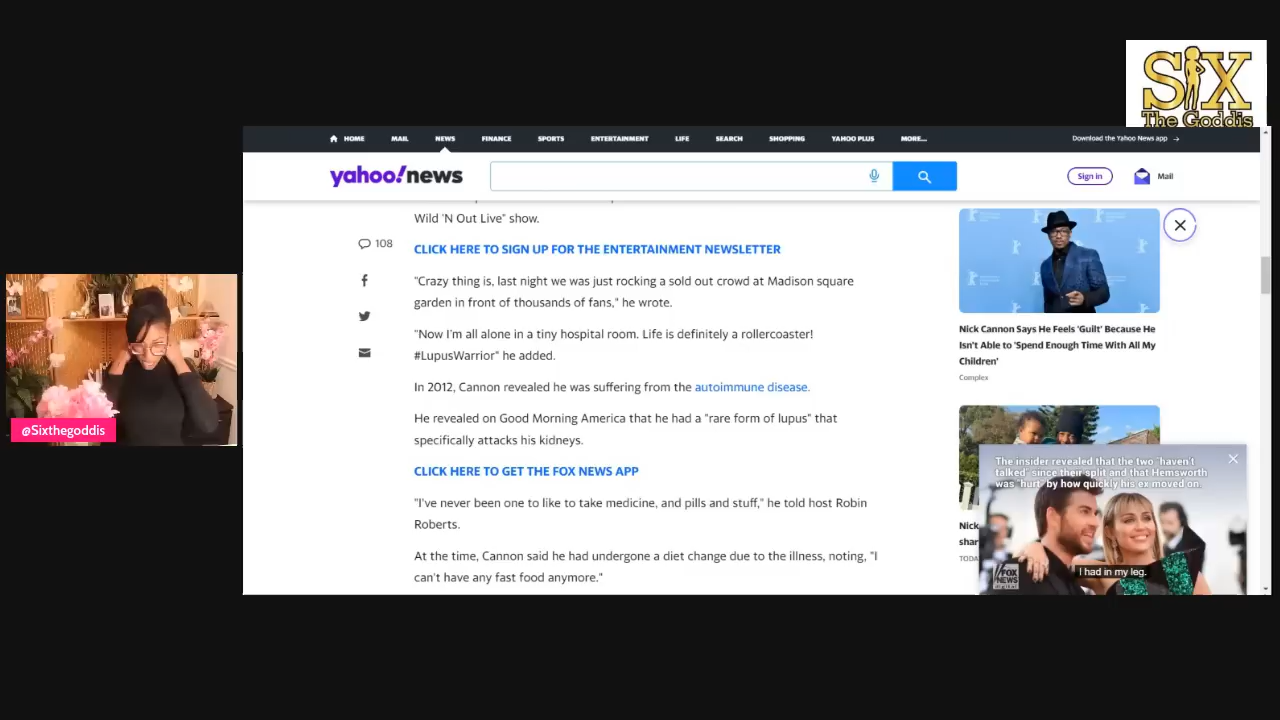 SIX
The Goddis
HOME MAIL NEWS FINANCE SPORTS ENTERTAINMENT LIFE SEARCH SHOPPING YAHOO PLUS MORE...
Download the Yahoo News app →
yahoo!news
Sign in
Mail
Wild 'N Out Live" show.
108
CLICK HERE TO SIGN UP FOR THE ENTERTAINMENT NEWSLETTER
"Crazy thing is, last night we was just rocking a sold out crowd at Madison square
garden in front of thousands of fans," he wrote.
"Now I'm all alone in a tiny hospital room. Life is definitely a rollercoaster!
#LupusWarrior" he added.
In 2012, Cannon revealed he was suffering from the autoimmune disease.
He revealed on Good Morning America that he had a "rare form of lupus" that
specifically attacks his kidneys.
CLICK HERE TO GET THE FOX NEWS APP
"I've never been one to like to take medicine, and pills and stuff," he told host Robin
Roberts.
At the time, Cannon said he had undergone a diet change due to the illness, noting, "I
can't have any fast food anymore."
Nick Cannon Says He Feels 'Guilt' Because He
Isn't Able to 'Spend Enough Time With All My
Children'
Complex
Nick
shar
TODA
The insider revealed that the two "haven't
talked" since their split and that Hemsworth
was "hurt" by how quickly his ex moved on.
I had in my leg.
FOX
NEWS
digital
@Sixthegoddis